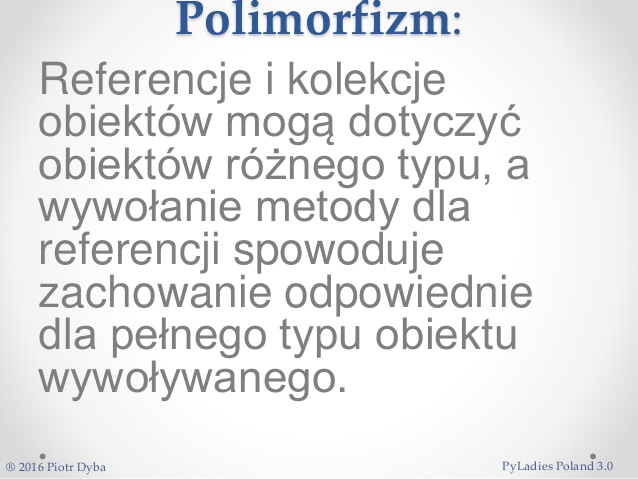 Polimorfizm:
Referencje i kolekcje
obiektów mogą dotyczyć
obiektów różnego typu, a
wywołanie metody dla
referencji spowoduje
zachowanie odpowiednie
dla pełnego typu obiektu
wywoływanego.
® 2016 Piotr Dyba
PyLadies Poland 3.0